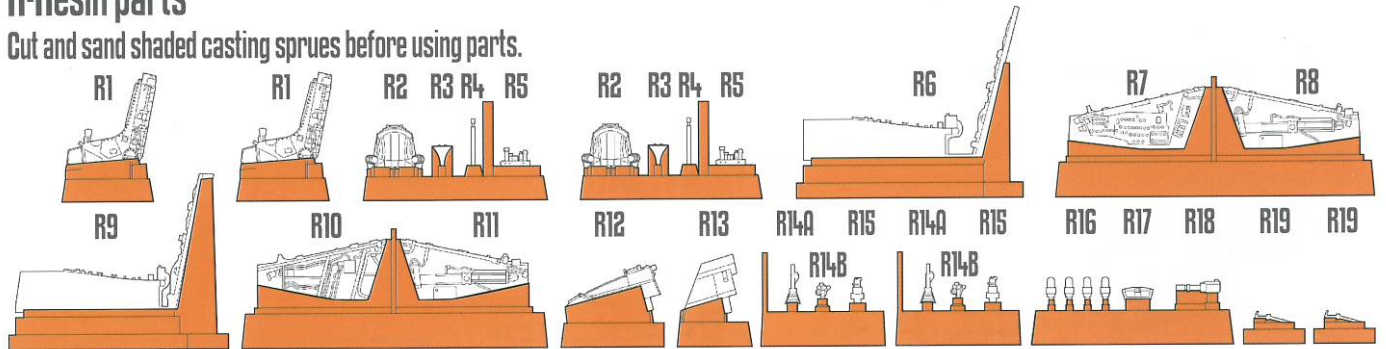 R-Resin parts
Cut and sand shaded casting sprues before using parts.
R1 R1 R2 R3 R4 R5 R2 R3 R4 R5 R6 R7 R8
R9 R10 R11 R12 R13 R14A R15 R14A R15 R16 R17 R18 R19 R19
R14B R14B